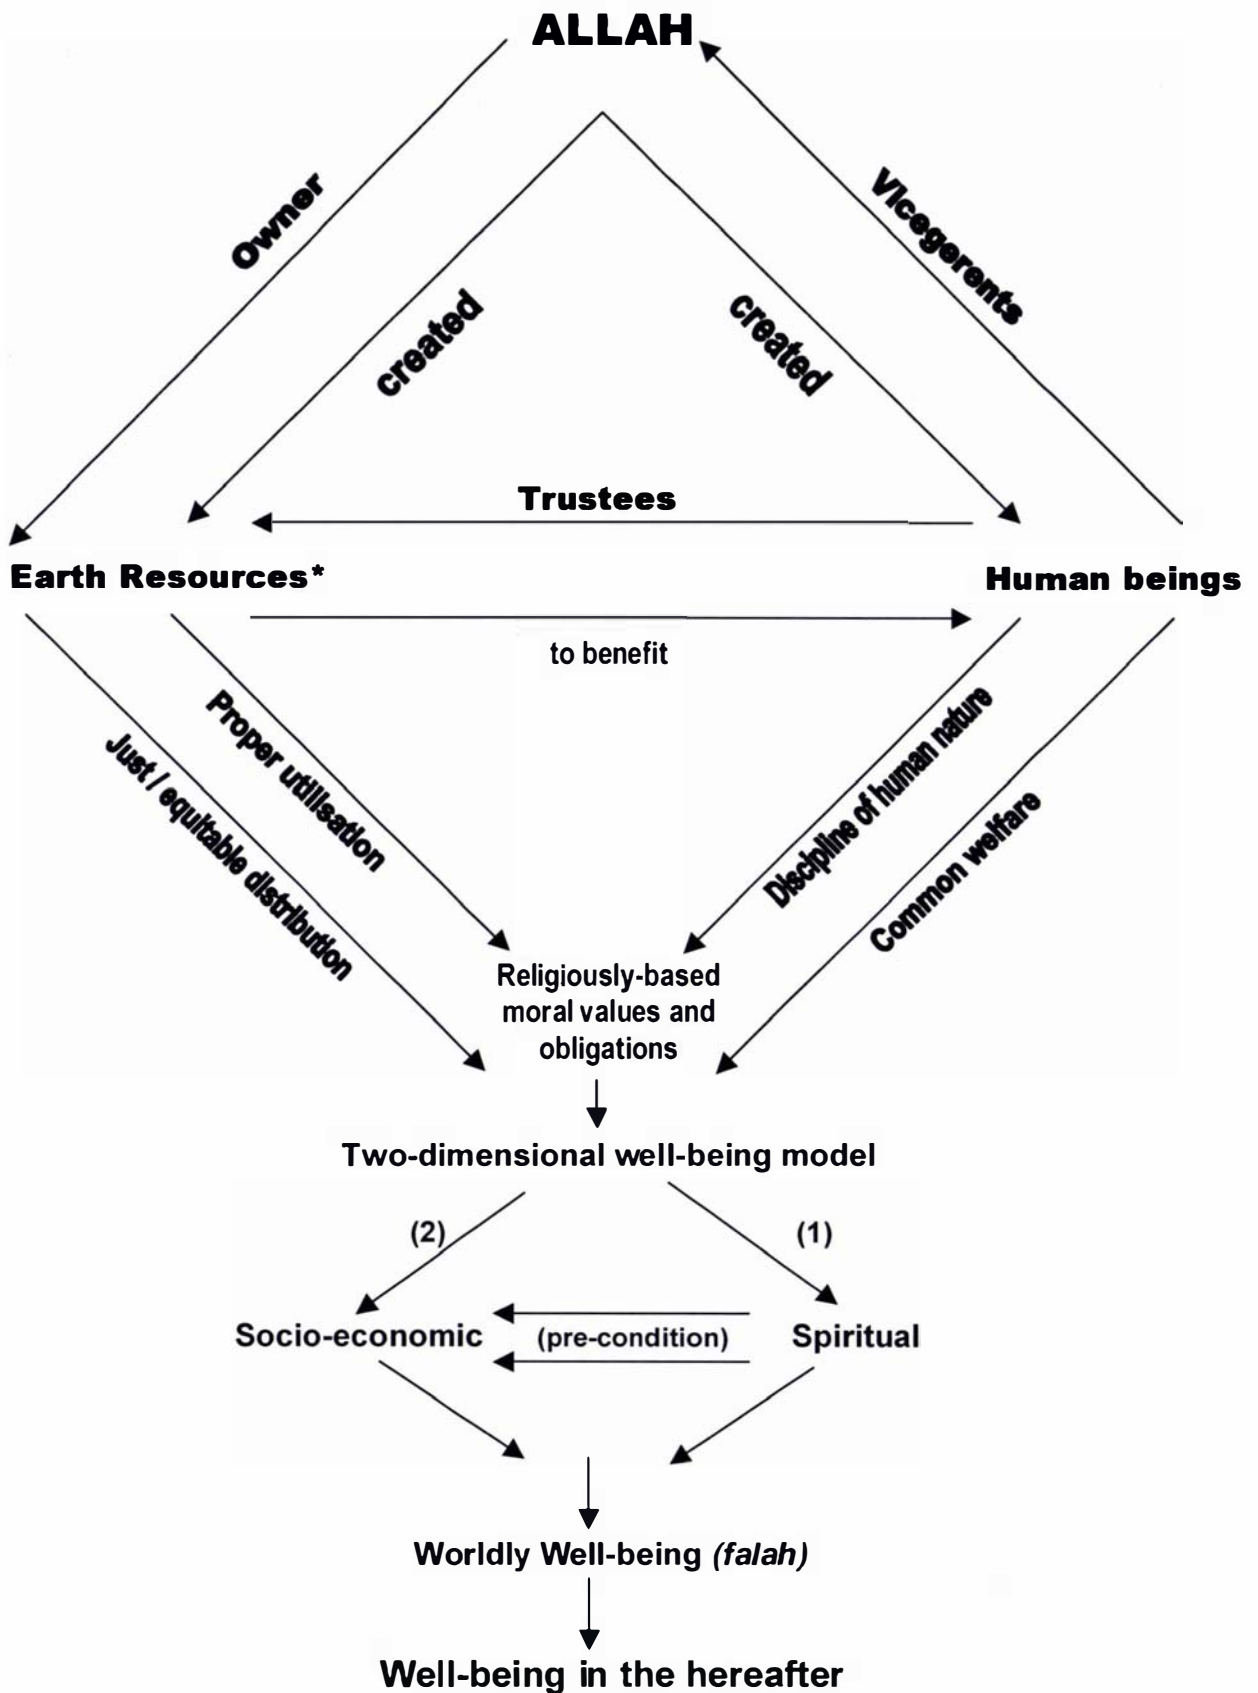 ALLAH
Owner
Vicegerents
created
created
Trustees
Earth Resources*
Human beings
to benefit
Just / equitable distribution
Proper utilisation
Discipline of human nature
Common welfare
Religiously-based
moral values and
obligations
Two-dimensional well-being model
(2)
(1)
Socio-economic
(pre-condition)
Spiritual
Worldly Well-being (falah)
Well-being in the hereafter